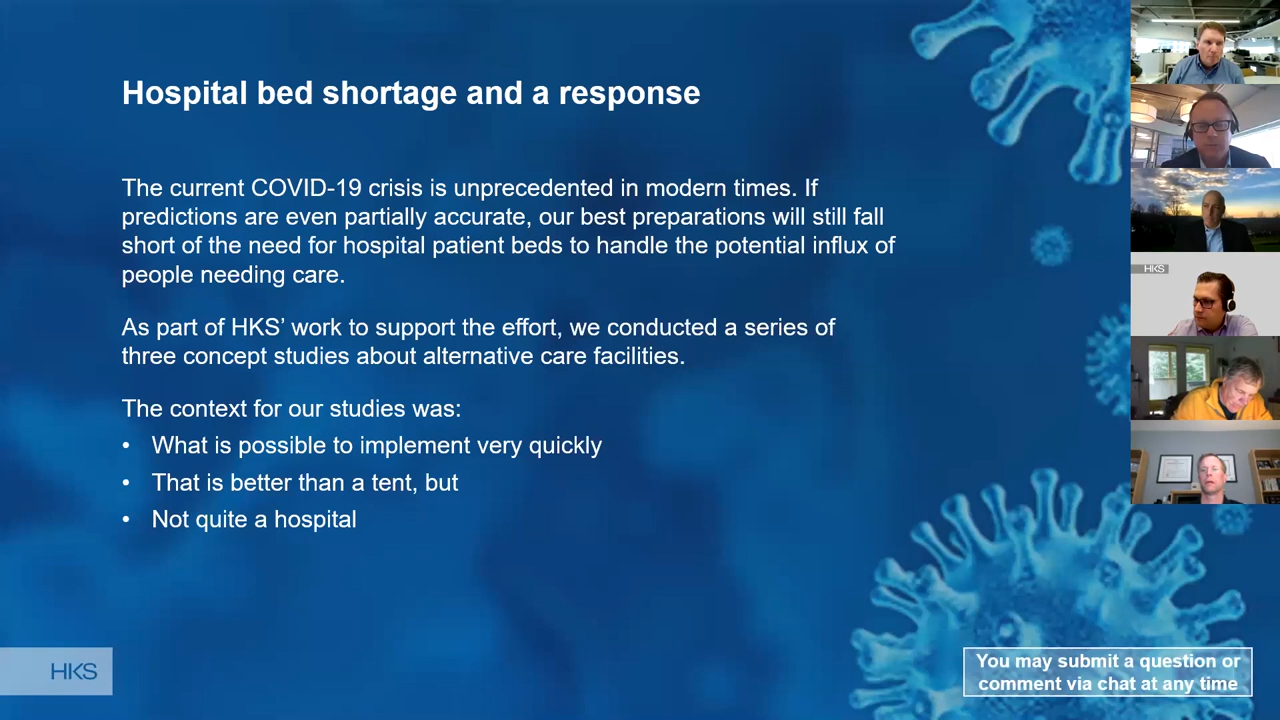 Hospital bed shortage and a response
The current COVID-19 crisis is unprecedented in modern times. If
predictions are even partially accurate, our best preparations will still fall
short of the need for hospital patient beds to handle the potential influx of
people needing care.
As part of HKS’ work to support the effort, we conducted a series of
three concept studies about alternative care facilities.
The context for our studies was:
• What is possible to implement very quickly
• That is better than a tent, but
• Not quite a hospital
HKS
HKS
You may submit a question or
comment via chat at any time